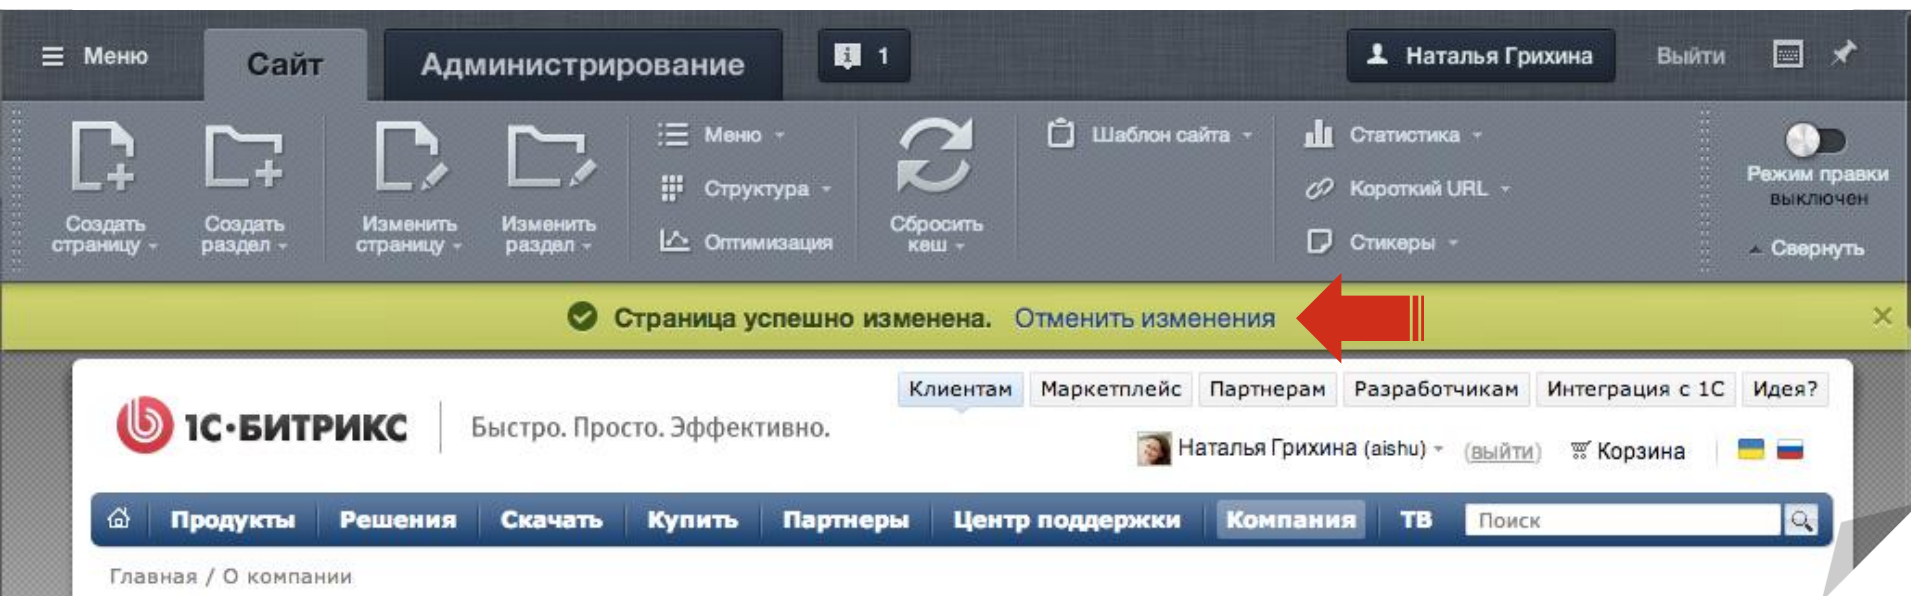 Меню
Сайт
Администрирование
1
Наталья Грихина
Выйти
Создать
страницу
Создать
раздел
Изменить
страницу
Изменить
раздел
Меню
Структура
Оптимизация
Сбросить
кеш
Шаблон сайта
Статистика
Короткий URL
Стикеры
Режим правки
выключен
Свернуть
Страница успешно изменена. Отменить изменения
Клиентам Маркетплейс Партнерам Разработчикам Интеграция с 1С Идея?
1С·БИТРИКС
Быстро. Просто. Эффективно.
Наталья Грихина (aishu) (выйти) Корзина
Продукты Решения Скачать Купить Партнеры Центр поддержки Компания ТВ Поиск
Главная / О компании